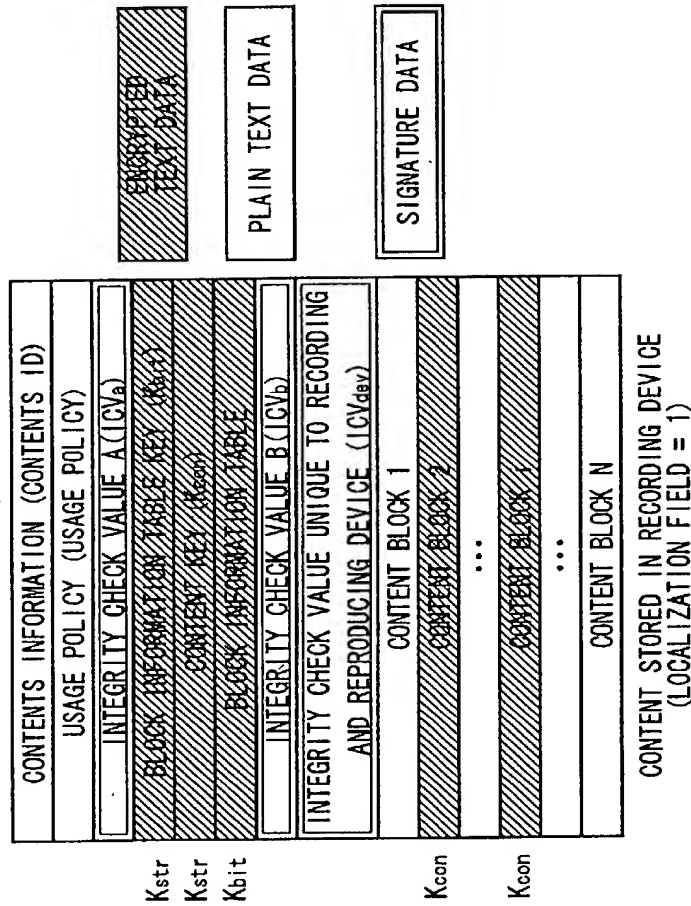 CONTENTS INFORMATION (CONTENTS ID)
USAGE POLICY (USAGE POLICY)
INTEGRITY CHECK VALUE A(ICVa)
Kstr
BLOCK INFORMATION TABLE KEY (Kbit)
Kstr
CONTENT KEY (Kcon)
Kbit
BLOCK INFORMATION TABLE
INTEGRITY CHECK VALUE B(ICVb)
INTEGRITY CHECK VALUE UNIQUE TO RECORDING
AND REPRODUCING DEVICE (ICVdev)
CONTENT BLOCK 1
Kcon
CONTENT BLOCK 2
...
Kcon
CONTENT BLOCK i
...
CONTENT BLOCK N
CONTENT STORED IN RECORDING DEVICE
(LOCALIZATION FIELD = 1)
ENCRYPTED
TEXT DATA
PLAIN TEXT DATA
SIGNATURE DATA